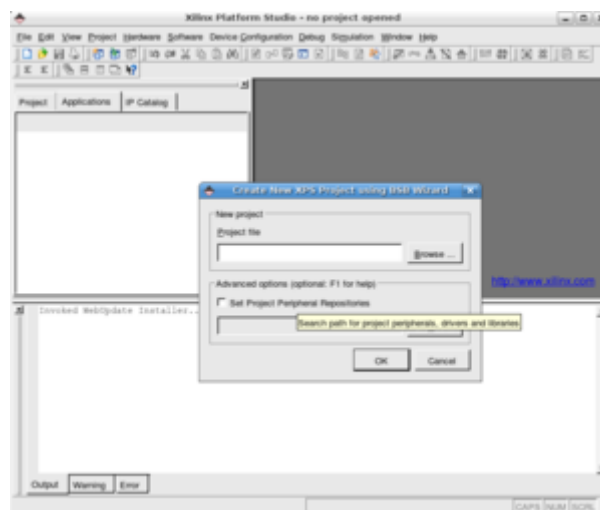 Xilinx Platform Studio - no project opened
File Edit View Project Hardware Software Device Configuration Debug Simulation Window Help
Project Applications IP Catalog
Create New XPS Project using BSB Wizard
New project
Project file
Browse ...
http://www.xilinx.com
Advanced options (optional: F1 for help)
Invoked WebUpdate Installer..
Set Project Peripheral Repositories
Search path for project peripherals, drivers and libraries
OK Cancel
Output Warning Error
CAPS NUM SCRL